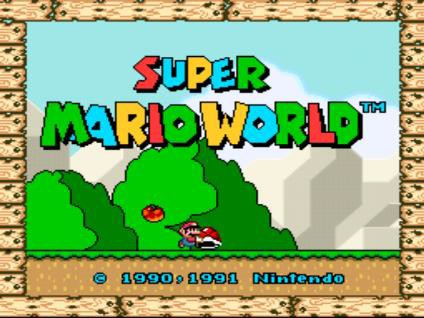 SUPER
MARIO WORLD™
© 1990,1991 Nintendo